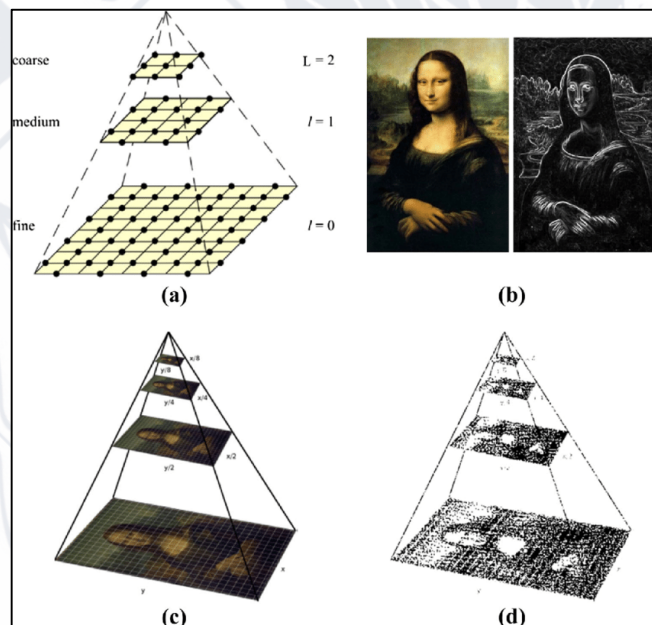 coarse L = 2
medium l = 1
fine l = 0
(a)
(b)
x/8
y/8
x/4
y/4
x/2
y/2
x
y
(c)
(d)